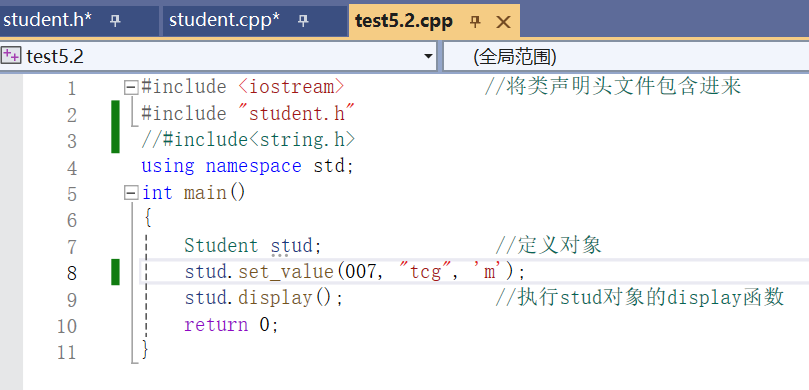 student.h* student.cpp* test5.2.cpp
test5.2 (全局范围)
1 #include <iostream> //将类声明头文件包含进来
2 #include "student.h"
3 //#include<string.h>
4 using namespace std;
5 int main()
6 {
7 Student stud; //定义对象
8 stud.set_value(007, "tcg", 'm');
9 stud.display(); //执行stud对象的display函数
10 return 0;
11 }